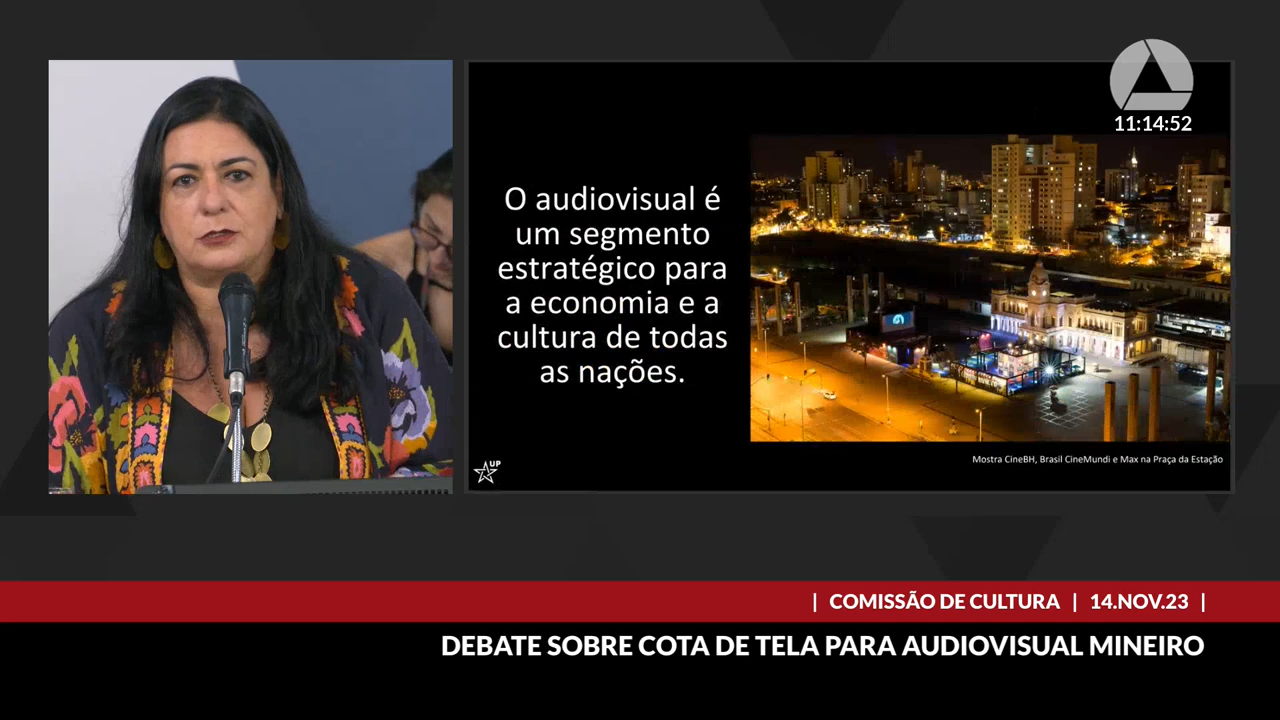 11:14:52
O audiovisual é
um segmento
estratégico para
a economia e a
cultura de todas
as nações.
UP
Mostra CineBH, Brasil CineMundi e Max na Praça da Estação
| COMISSÃO DE CULTURA | 14.NOV.23 |
DEBATE SOBRE COTA DE TELA PARA AUDIOVISUAL MINEIRO